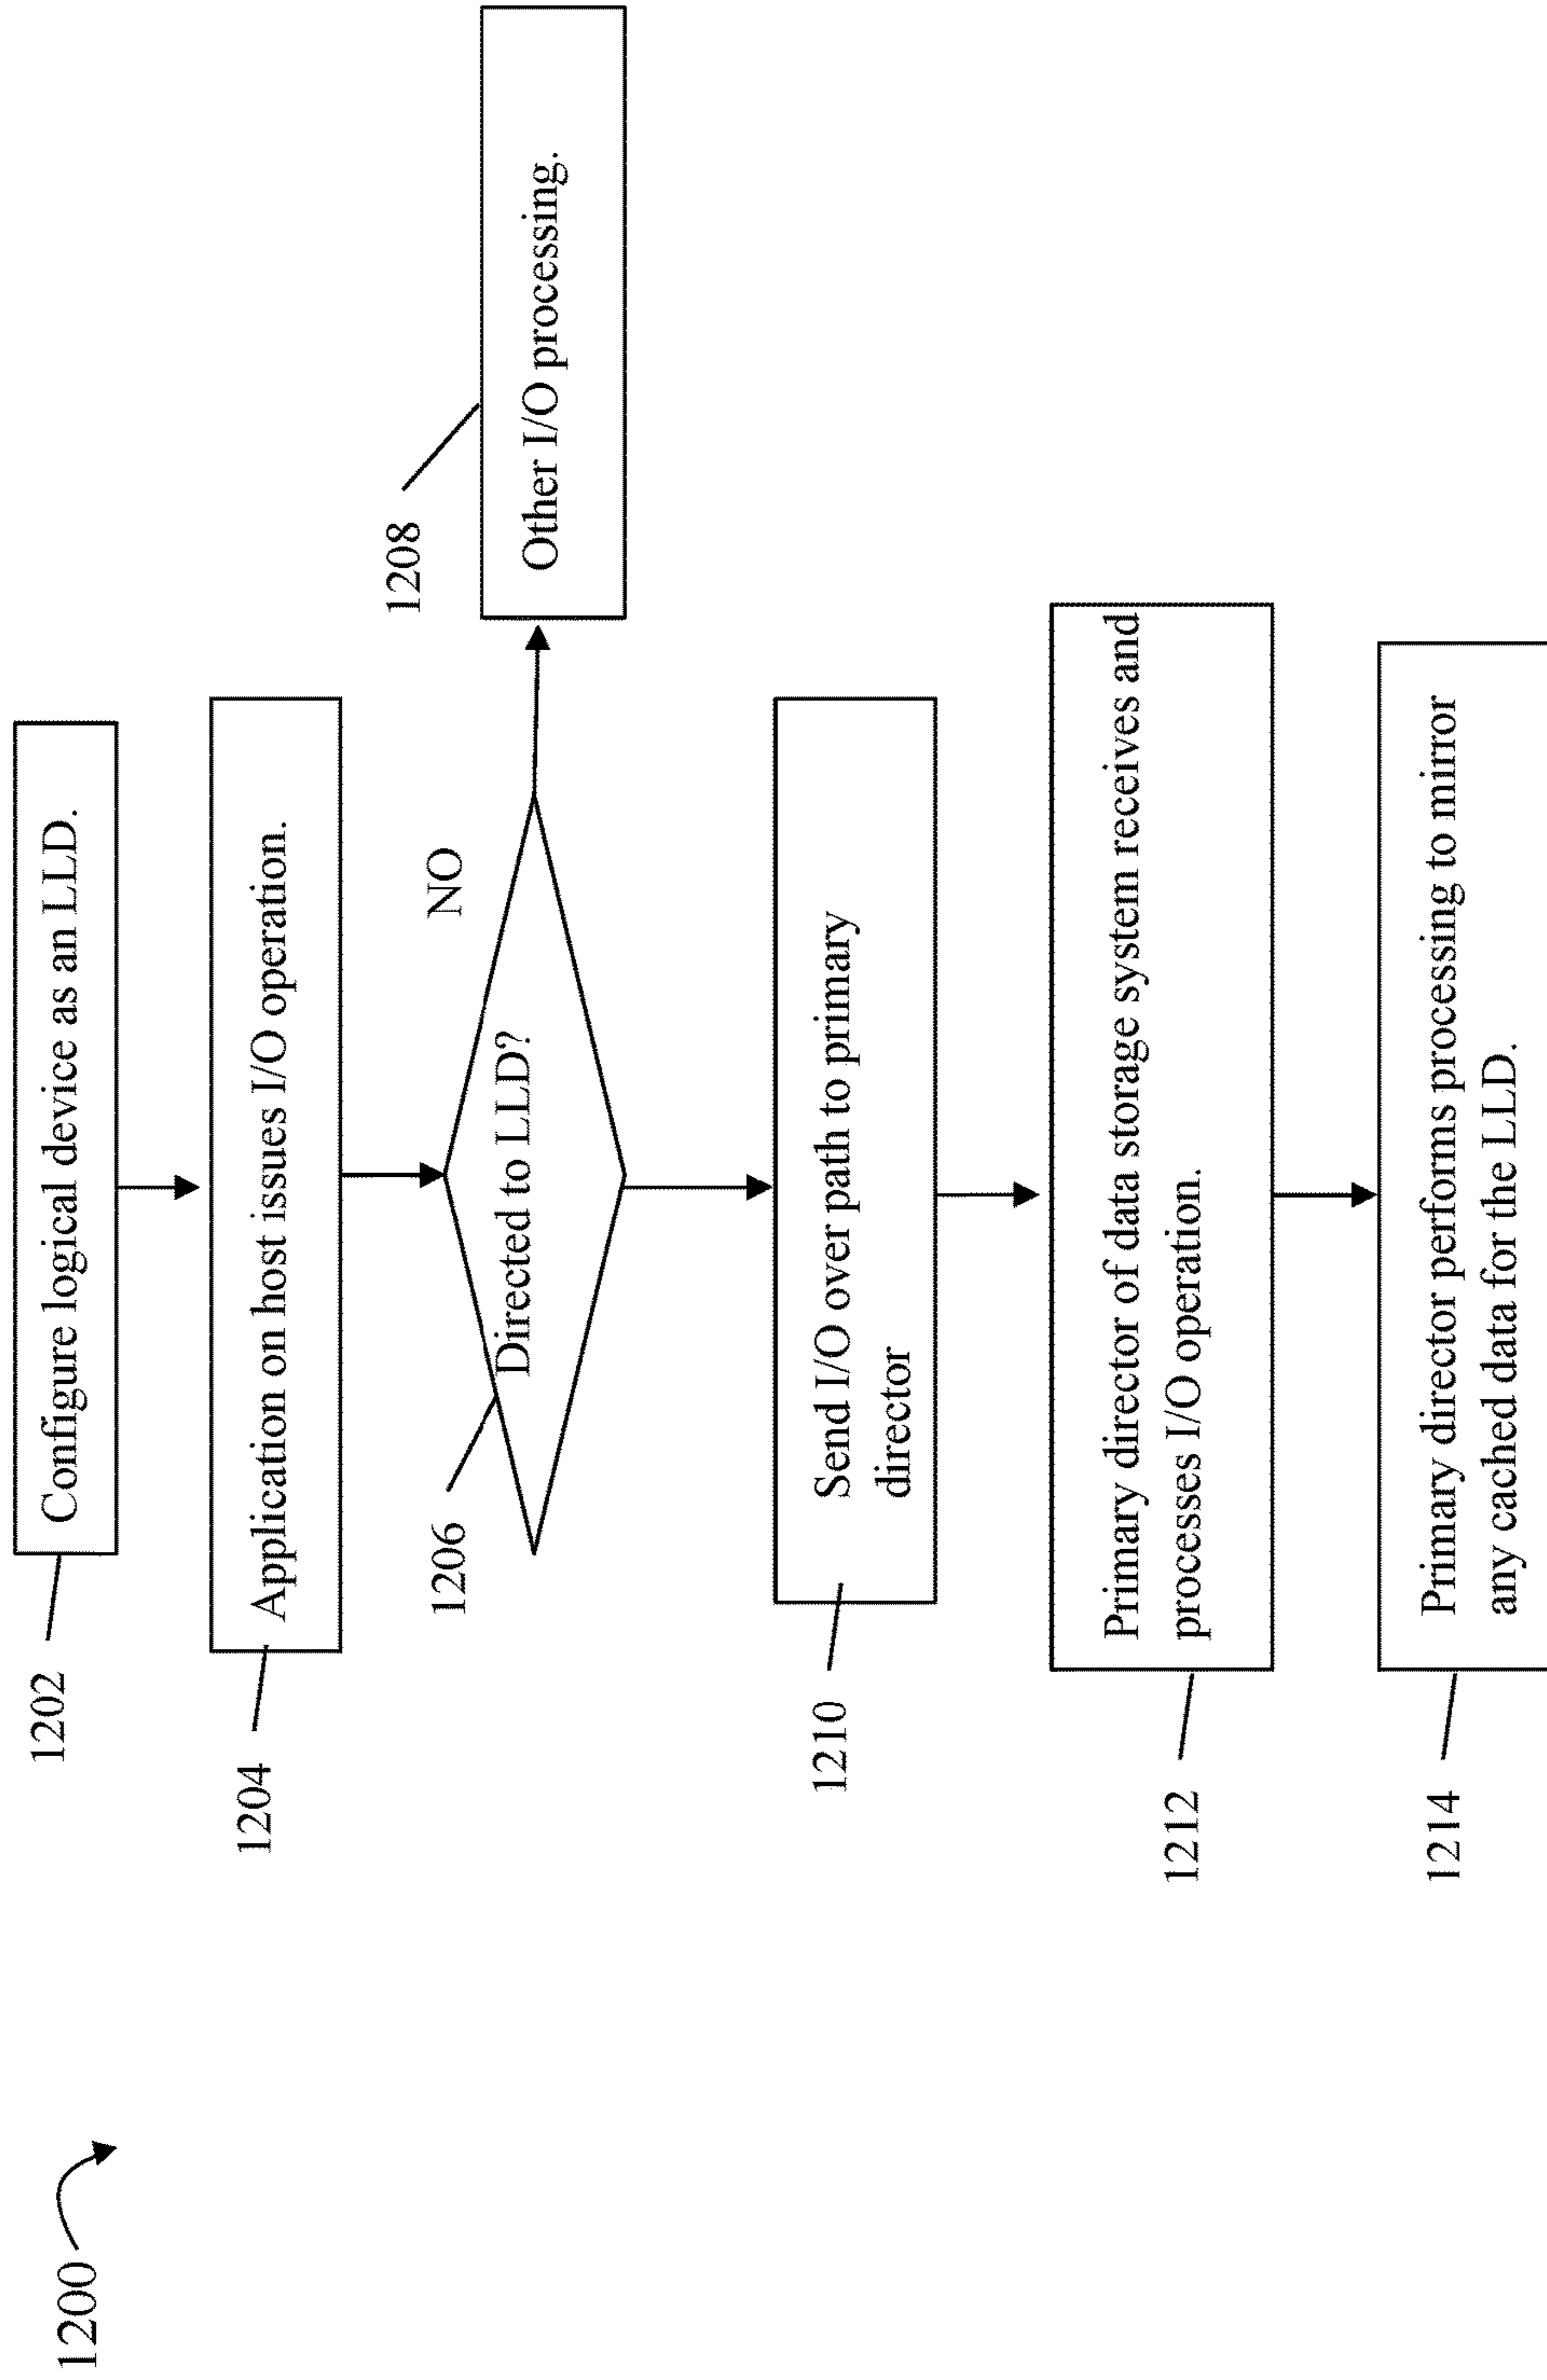 1200
1202
Configure logical device as an LLD.
1204
Application on host issues I/O operation.
1206
Directed to LLD?
NO
1208
Other I/O processing.
1210
Send I/O over path to primary
director
1212
Primary director of data storage system receives and
processes I/O operation.
1214
Primary director performs processing to mirror
any cached data for the LLD.